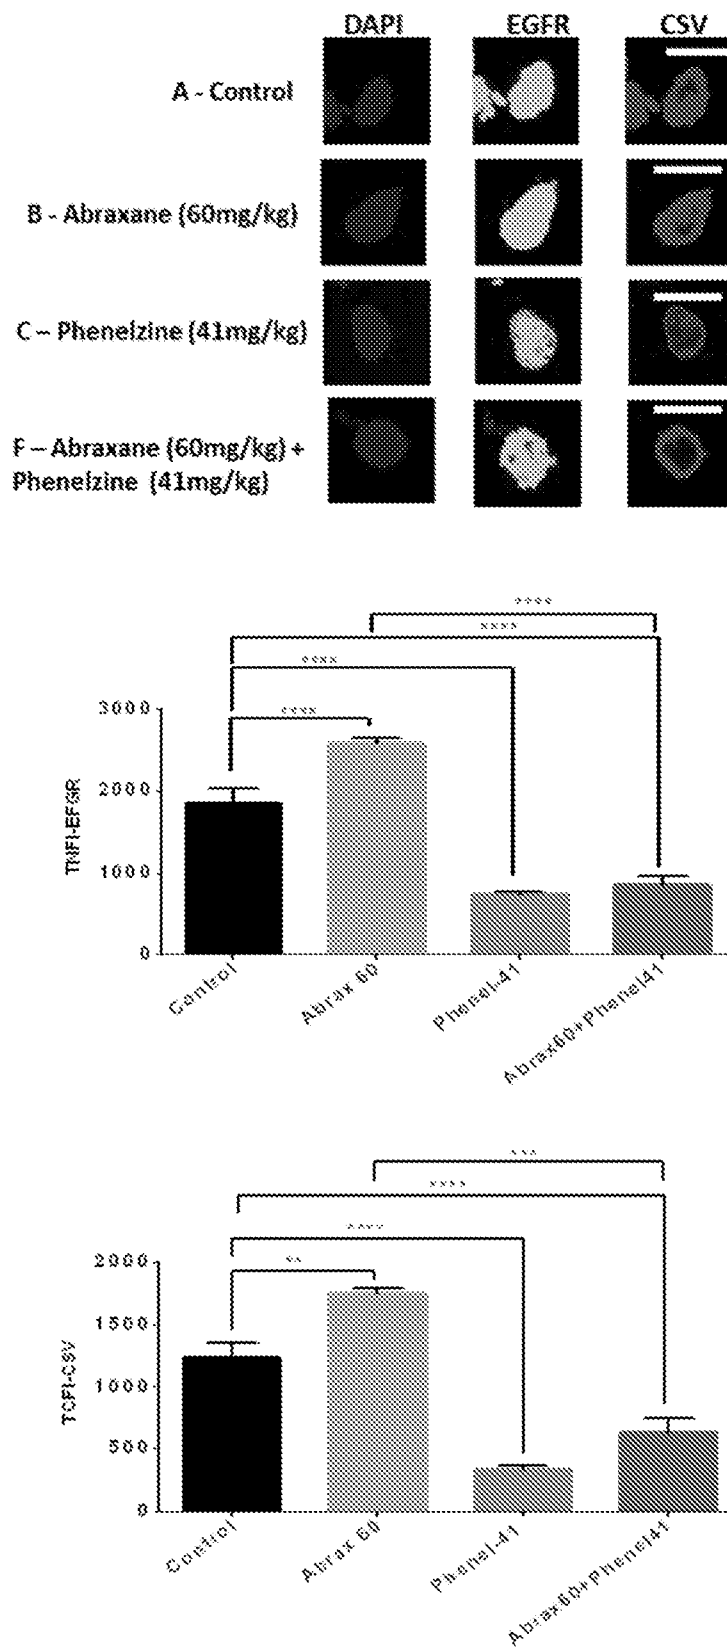 DAPI EGFR CSV
A - Control
B - Abraxane (60mg/kg)
C – Phenelzine (41mg/kg)
F – Abraxane (60mg/kg) +
Phenelzine (41mg/kg)
****
****
****
****
3000
2000
1000
0
TNFI-EFGR
Control
Abrax 60
Phenel-41
Abrax60+Phenel41
***
****
****
**
2000
1500
1000
500
0
TCFI-CSV
Control
Abrax 60
Phenel-41
Abrax60+Phenel41